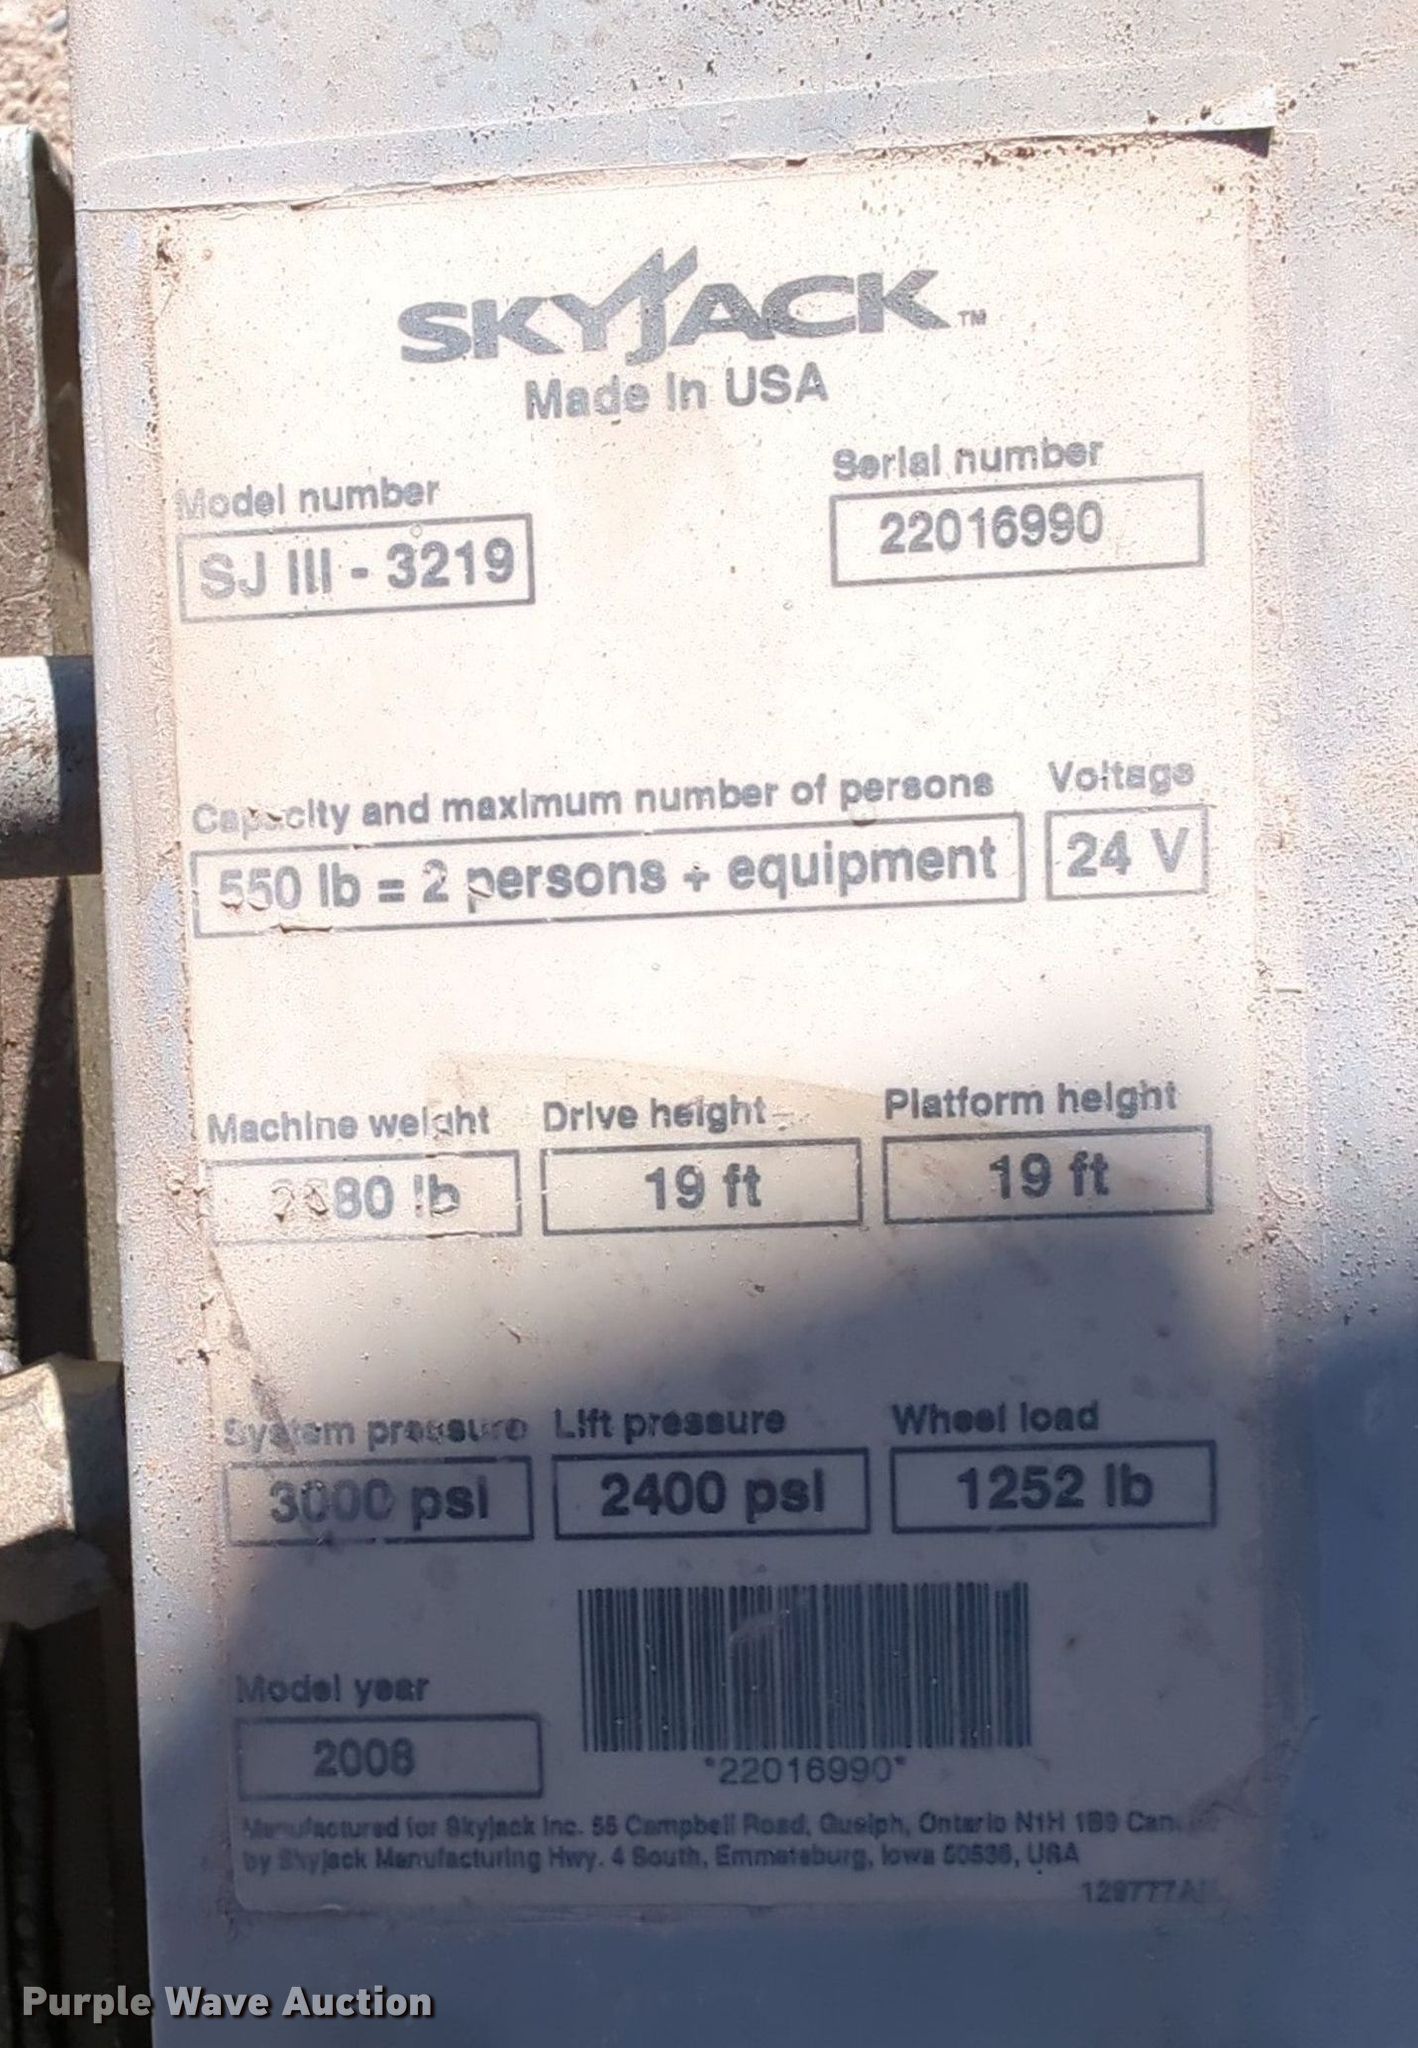 SKYJACK™
Made In USA
Model number
SJ III - 3219
Serial number
22016990
Capacity and maximum number of persons
550 lb = 2 persons + equipment
Voltage
24 V
Machine weight
80 lb
Drive height
19 ft
Platform height
19 ft
System pressure
3000 psi
Lift pressure
2400 psi
Wheel load
1252 lb
Model year
2008
*22016990*
Manufactured for Skyjack Inc. 55 Campbell Road, Guelph, Ontario N1H 1B9
by Skyjack Manufacturing Hwy. 4 South, Emmetsburg, Iowa 50536, USA
Purple Wave Auction